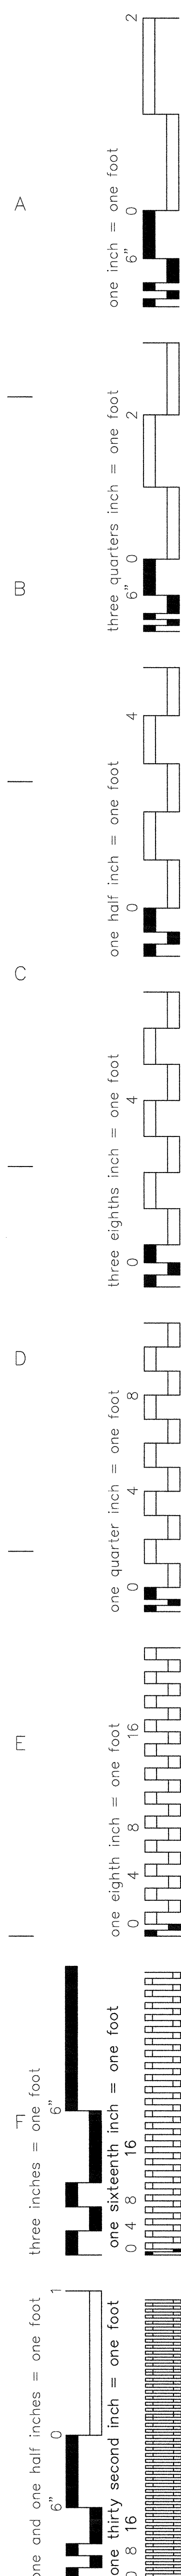 A
one inch = one foot
6" 0 2
B
three quarters inch = one foot
6" 0 2
C
one half inch = one foot
0 4
D
three eighths inch = one foot
0 4
E
one quarter inch = one foot
0 4 8
one eighth inch = one foot
0 4 8 16
F
three inches = one foot
6"
one sixteenth inch = one foot
0 4 8 16
one and one half inches = one foot
6" 0 1
one thirty second inch = one foot
0 8 16